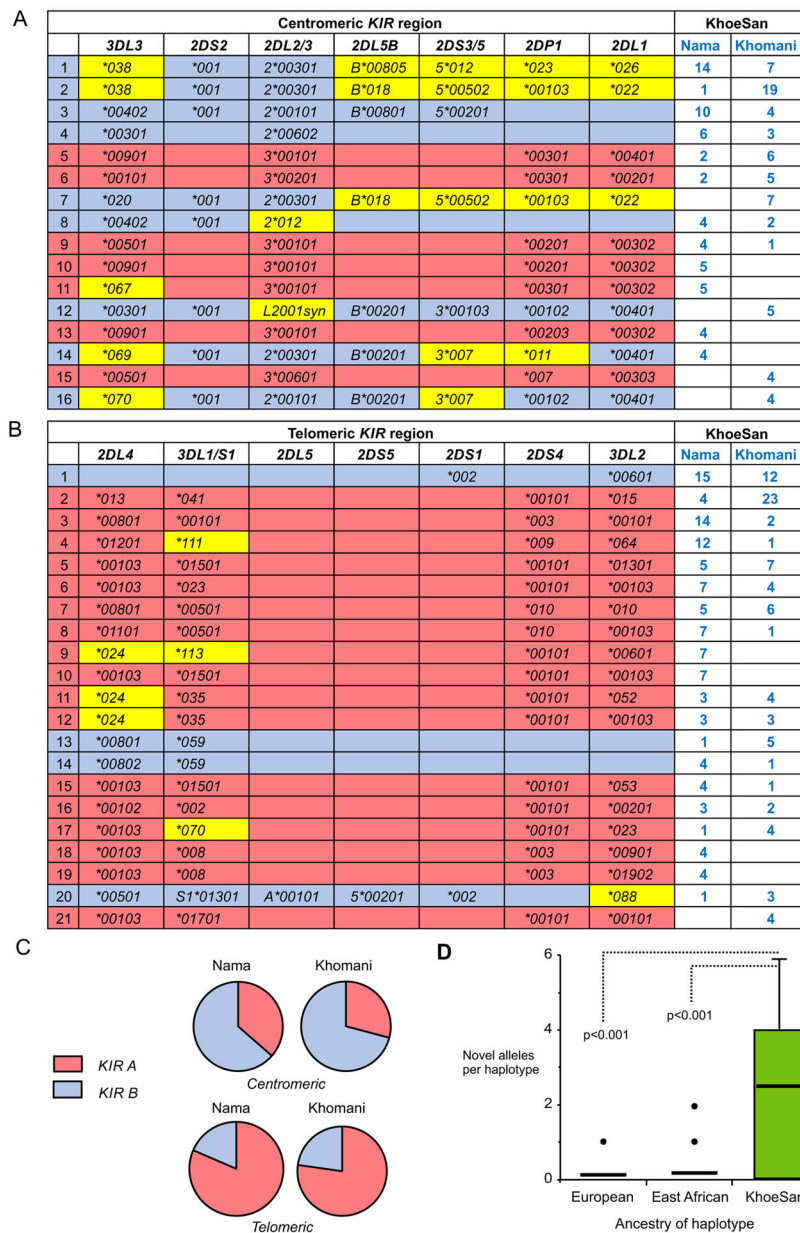 A
Centromeric KIR region KhoeSan
3DL3 2DS2 2DL2/3 2DL5B 2DS3/5 2DP1 2DL1 Nama Khomani
1 *038 *001 2*00301 B*00805 5*012 *023 *026 14 7
2 *038 *001 2*00301 B*018 5*00502 *00103 *022 1 19
3 *00402 *001 2*00101 B*00801 5*00201 10 4
4 *00301 2*00602 6 3
5 *00901 3*00101 *00301 *00401 2 6
6 *00101 3*00201 *00301 *00201 2 5
7 *020 *001 2*00301 B*018 5*00502 *00103 *022 7
8 *00402 *001 2*012 4 2
9 *00501 3*00101 *00201 *00302 4 1
10 *00901 3*00101 *00201 *00302 5
11 *067 3*00101 *00301 *00302 5
12 *00301 *001 L2001syn B*00201 3*00103 *00102 *00401 5
13 *00901 3*00101 *00203 *00302 4
14 *069 *001 2*00301 B*00201 3*007 *011 *00401 4
15 *00501 3*00601 *007 *00303 4
16 *070 *001 2*00101 B*00201 3*007 *00102 *00401 4
B
Telomeric KIR region KhoeSan
2DL4 3DL1/S1 2DL5 2DS5 2DS1 2DS4 3DL2 Nama Khomani
1 *002 *00601 15 12
2 *013 *041 *00101 *015 4 23
3 *00801 *00101 *003 *00101 14 2
4 *01201 *111 *009 *064 12 1
5 *00103 *01501 *00101 *01301 5 7
6 *00103 *023 *00101 *00103 7 4
7 *00801 *00501 *010 *010 5 6
8 *01101 *00501 *010 *00103 7 1
9 *024 *113 *00101 *00601 7
10 *00103 *01501 *00101 *00103 7
11 *024 *035 *00101 *052 3 4
12 *024 *035 *00101 *00103 3 3
13 *00801 *059 1 5
14 *00802 *059 4 1
15 *00103 *01501 *00101 *053 4 1
16 *00102 *002 *00101 *00201 3 2
17 *00103 *070 *00101 *023 1 4
18 *00103 *008 *003 *00901 4
19 *00103 *008 *003 *01902 4
20 *00501 S1*01301 A*00101 5*00201 *002 *088 1 3
21 *00103 *01701 *00101 *00101 4
C
Nama Khomani
KIR A
KIR B
Centromeric
Nama Khomani
Telomeric
D
6
4
2
0
Novel alleles
per haplotype
p<0.001
p<0.001
European East African KhoeSan
Ancestry of haplotype